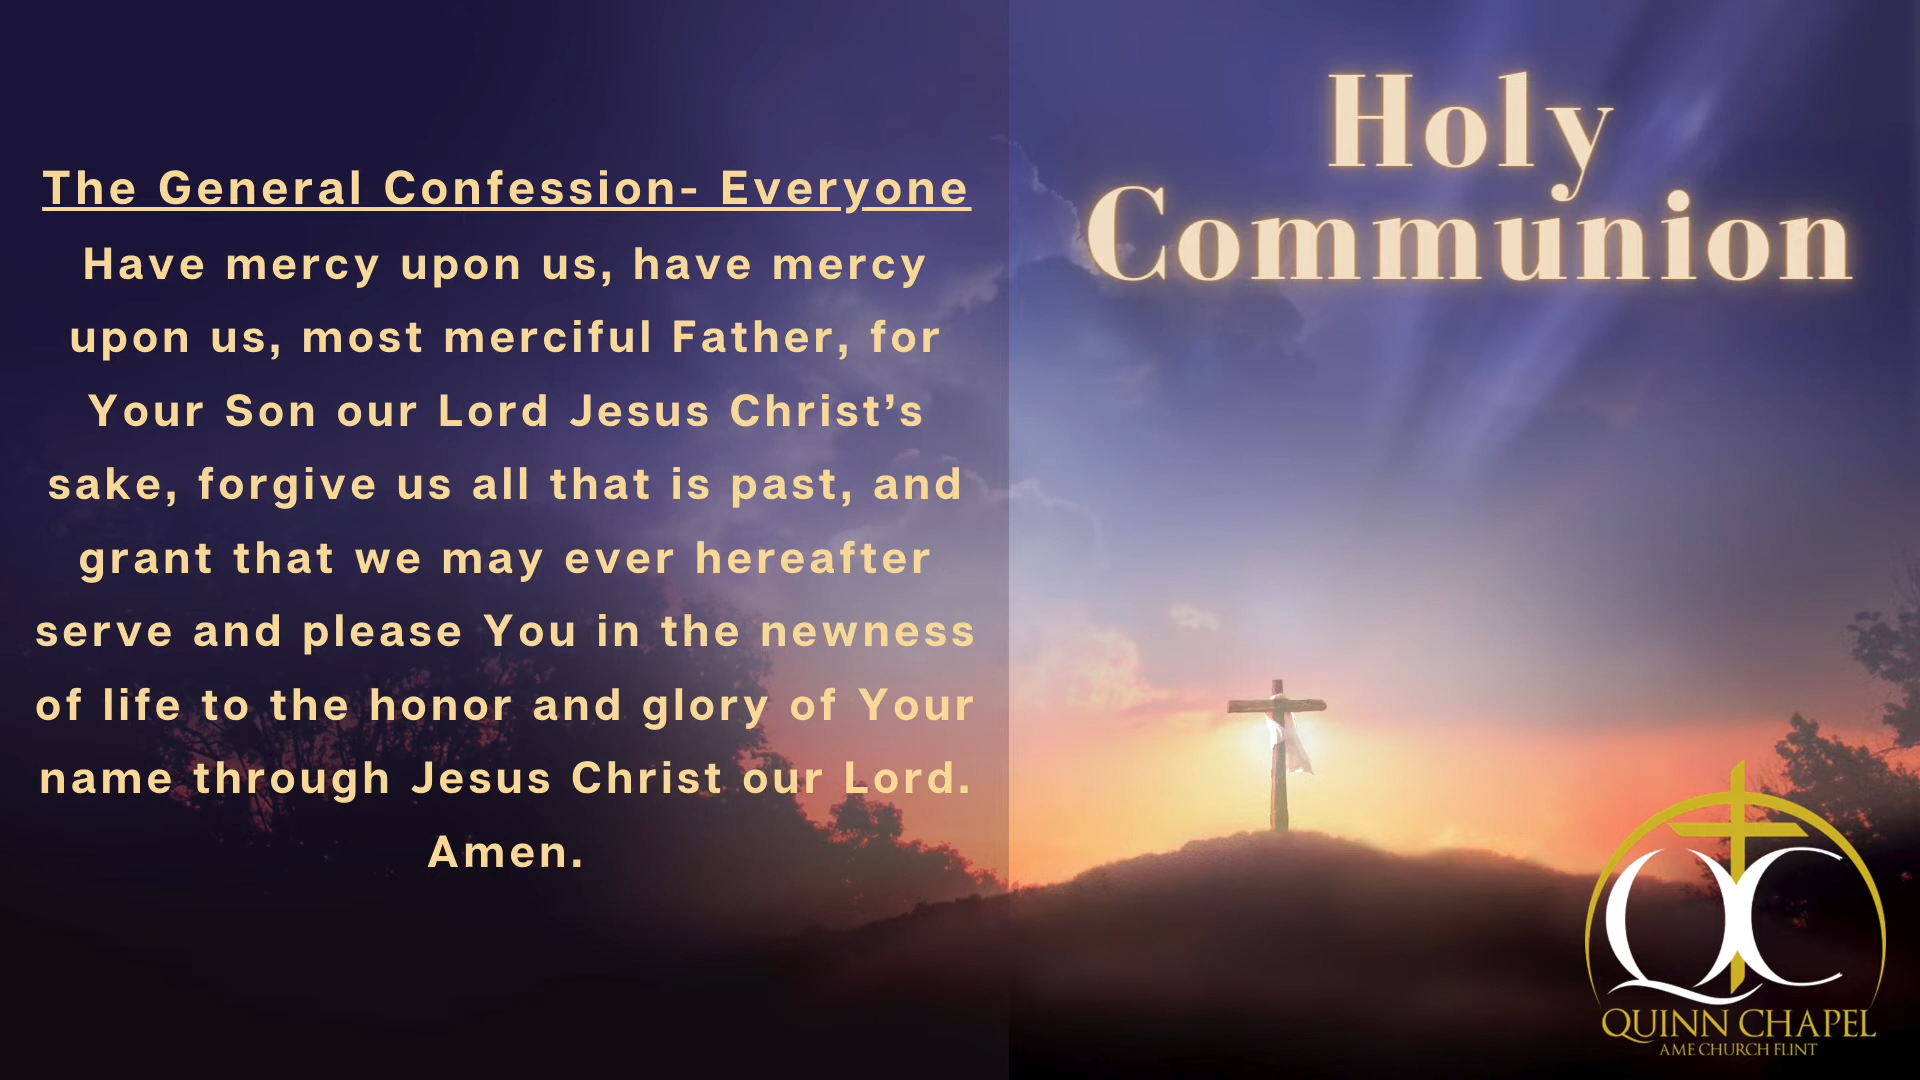 The General Confession- Everyone
Have mercy upon us, have mercy
upon us, most merciful Father, for
Your Son our Lord Jesus Christ’s
sake, forgive us all that is past, and
grant that we may ever hereafter
serve and please You in the newness
of life to the honor and glory of Your
name through Jesus Christ our Lord.
Amen.
Holy
Communion
QC
QUINN CHAPEL
AME CHURCH FLINT